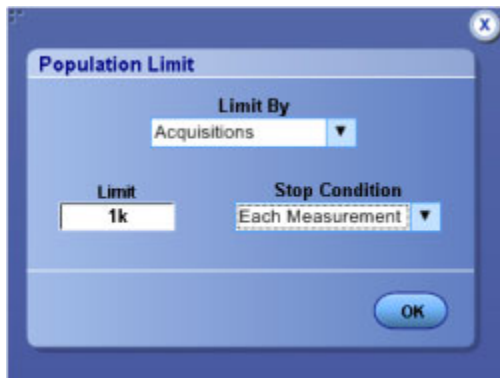 X
Population Limit
Limit By
Acquisitions
Limit
1k
Stop Condition
Each Measurement
OK